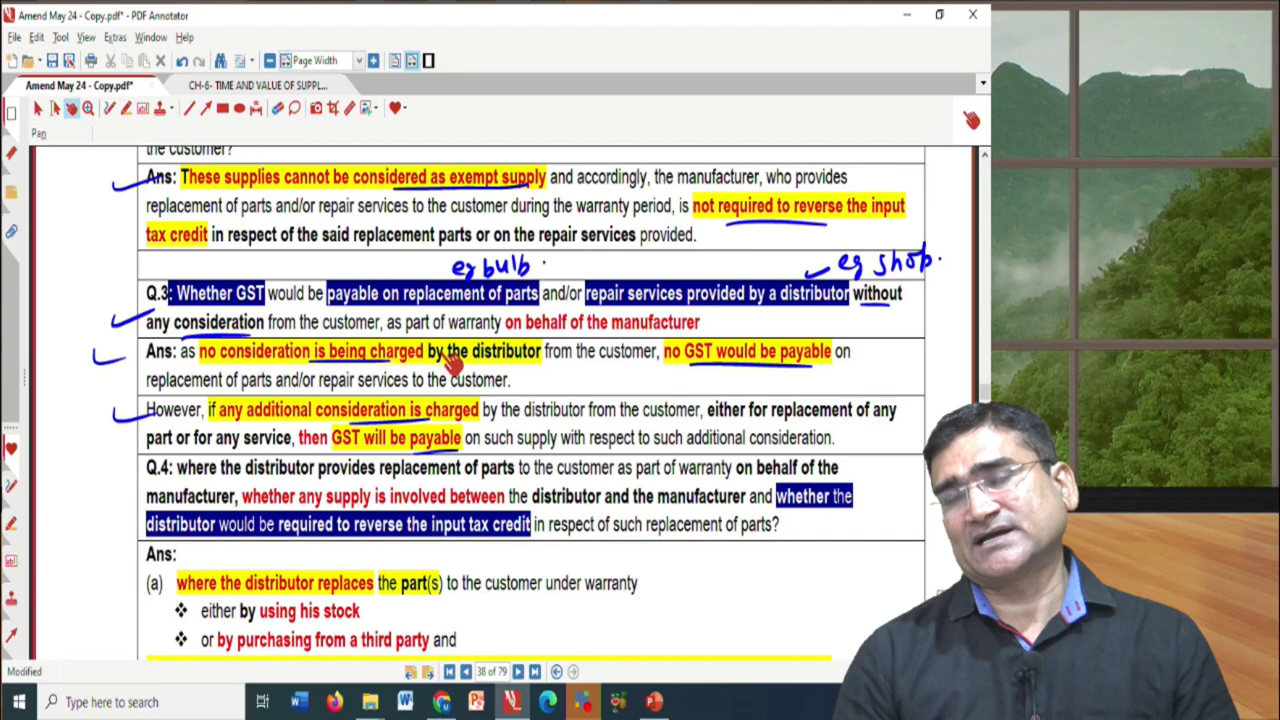 Amend May 24 - Copy.pdf* - PDF Annotator
File Edit Tool View Extras Window Help
Page Width
Amend May 24 - Copy.pdf* CH-6- TIME AND VALUE OF SUPPL...
Pan
the customer?
Ans: These supplies cannot be considered as exempt supply and accordingly, the manufacturer, who provides
replacement of parts and/or repair services to the customer during the warranty period, is not required to reverse the input
tax credit in respect of the said replacement parts or on the repair services provided.
eg bulb. eg shop.
Q.3: Whether GST would be payable on replacement of parts and/or repair services provided by a distributor without
any consideration from the customer, as part of warranty on behalf of the manufacturer
Ans: as no consideration is being charged by the distributor from the customer, no GST would be payable on
replacement of parts and/or repair services to the customer.
However, if any additional consideration is charged by the distributor from the customer, either for replacement of any
part or for any service, then GST will be payable on such supply with respect to such additional consideration.
Q.4: where the distributor provides replacement of parts to the customer as part of warranty on behalf of the
manufacturer, whether any supply is involved between the distributor and the manufacturer and whether the
distributor would be required to reverse the input tax credit in respect of such replacement of parts?
Ans:
(a) where the distributor replaces the part(s) to the customer under warranty
❖ either by using his stock
❖ or by purchasing from a third party and
Modified 38 of 79
Type here to search